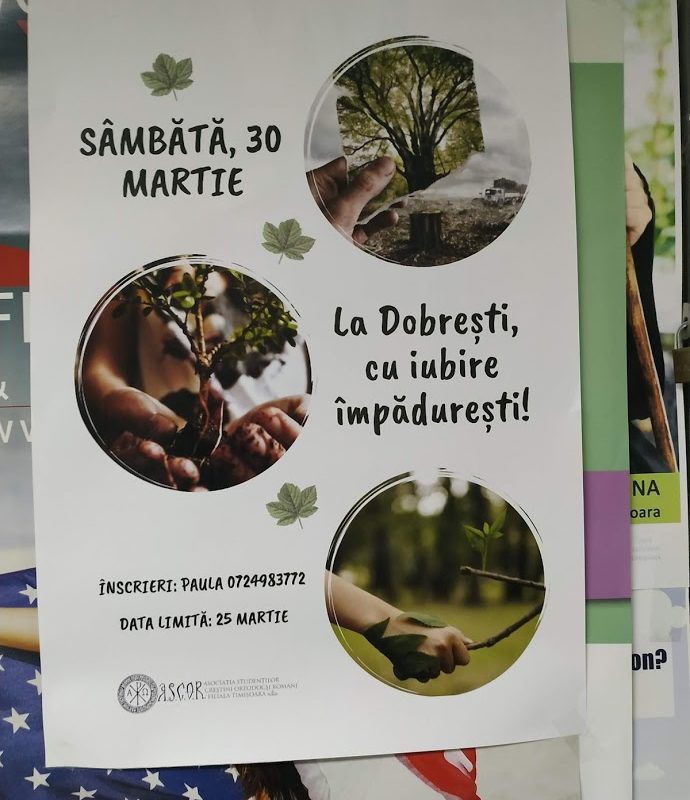 SÂMBĂTĂ, 30
MARTIE
La Dobrești,
cu iubire
împădurești!
ÎNSCRIERI: PAULA 0724983772
DATA LIMITĂ: 25 MARTIE
ASCOR
ASOCIAȚIA STUDENȚILOR
CREȘTINI ORTODOCȘI ROMÂNI
FILIALA TIMIȘOARA
NA
oara
on?